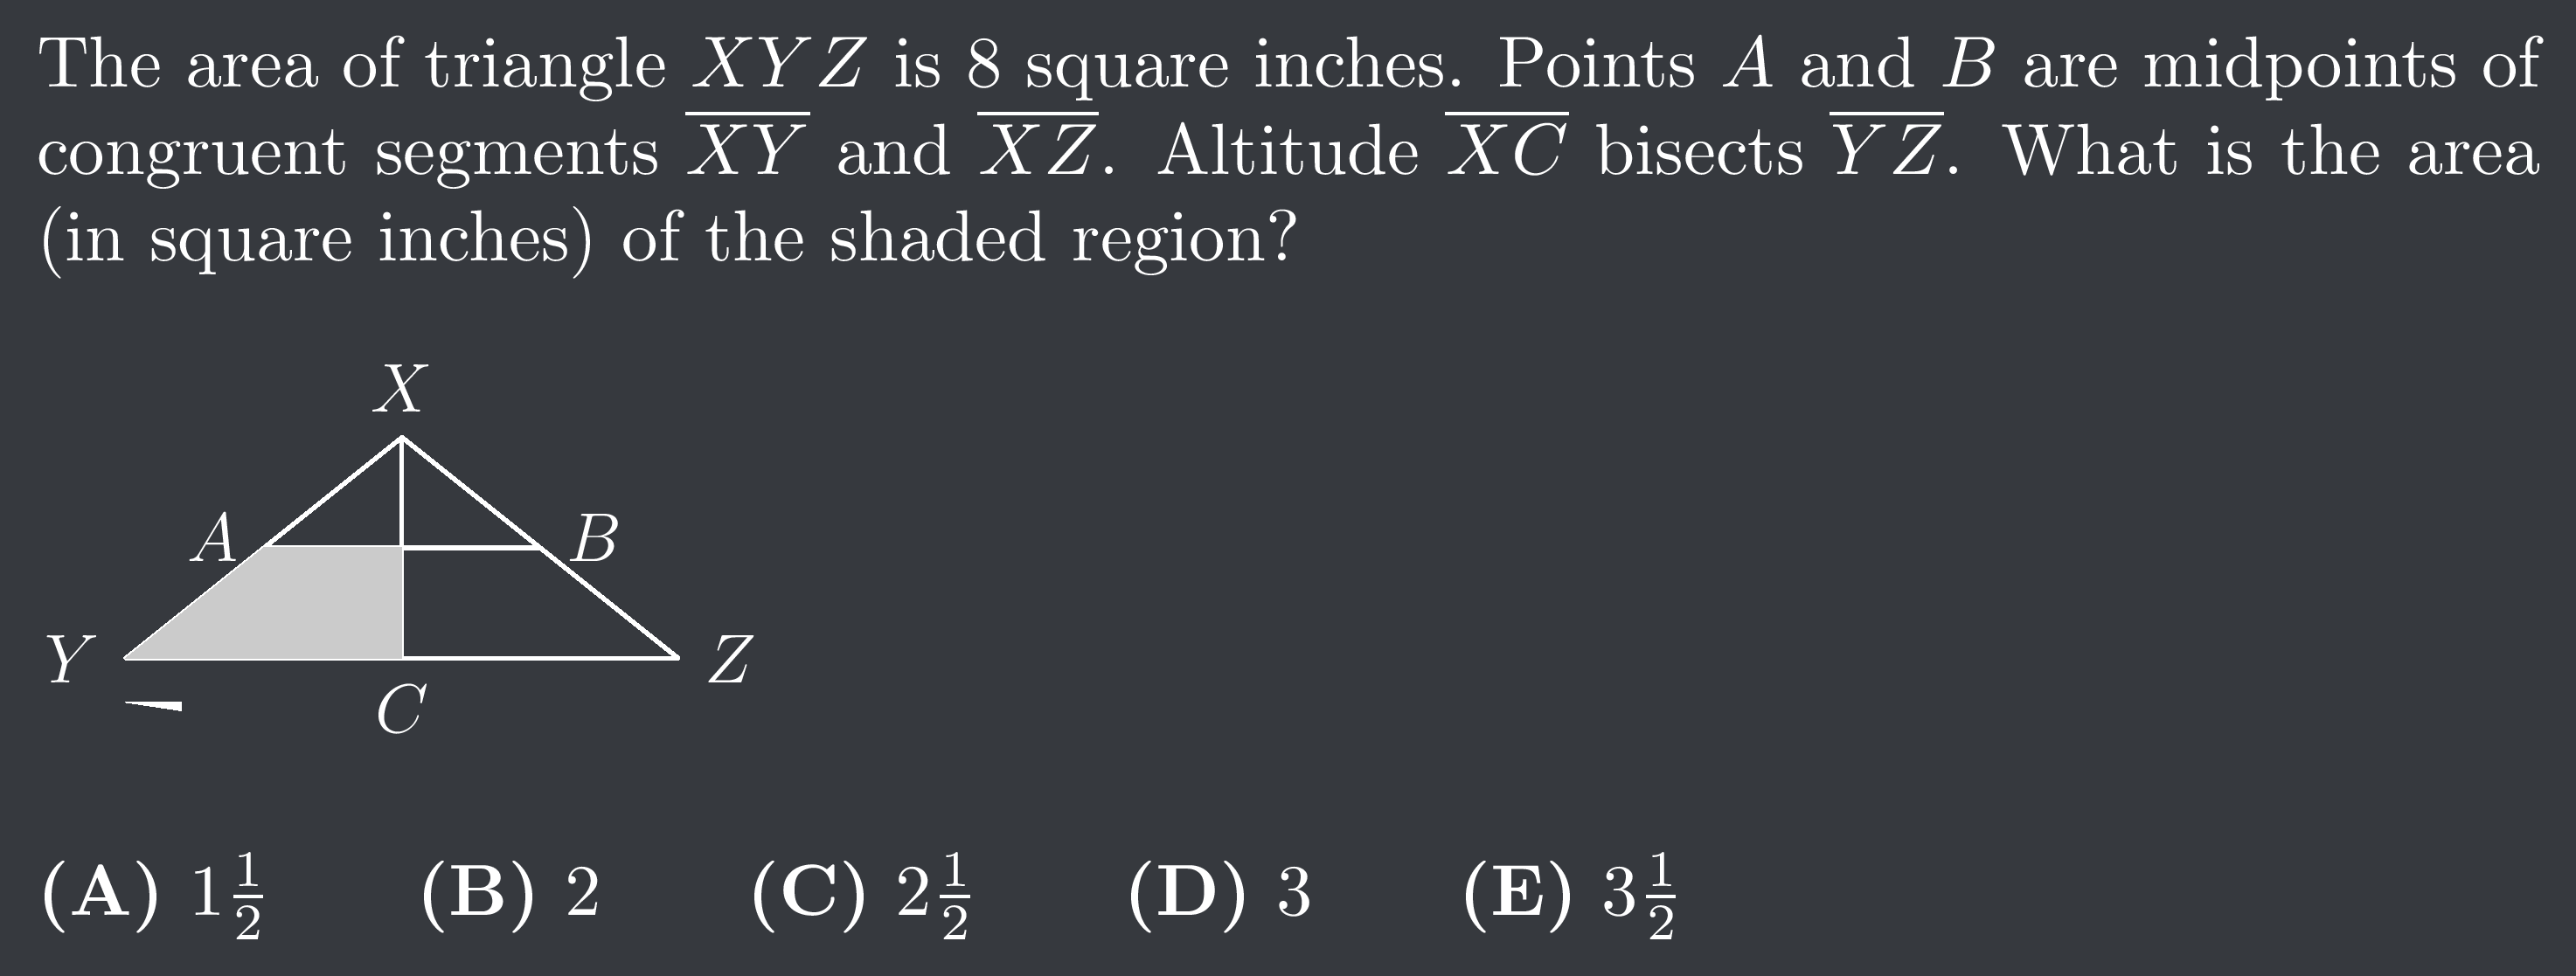 The area of triangle $XYZ$ is 8 square inches. Points $A$ and $B$ are midpoints of
congruent segments $\overline{XY}$ and $\overline{XZ}$. Altitude $\overline{XC}$ bisects $\overline{YZ}$. What is the area
(in square inches) of the shaded region?
X
A B
Y Z
C
(A) $1\frac{1}{2}$ (B) 2 (C) $2\frac{1}{2}$ (D) 3 (E) $3\frac{1}{2}$